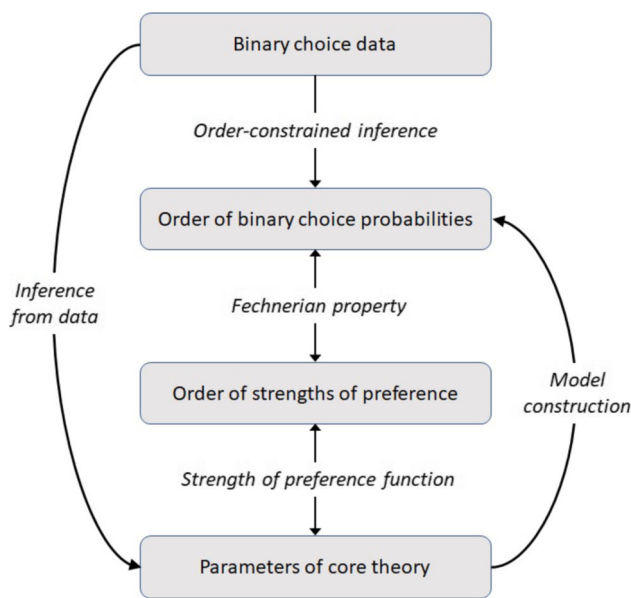 Binary choice data
Order-constrained inference
Order of binary choice probabilities
Inference
from data
Fechnerian property
Order of strengths of preference
Model
construction
Strength of preference function
Parameters of core theory